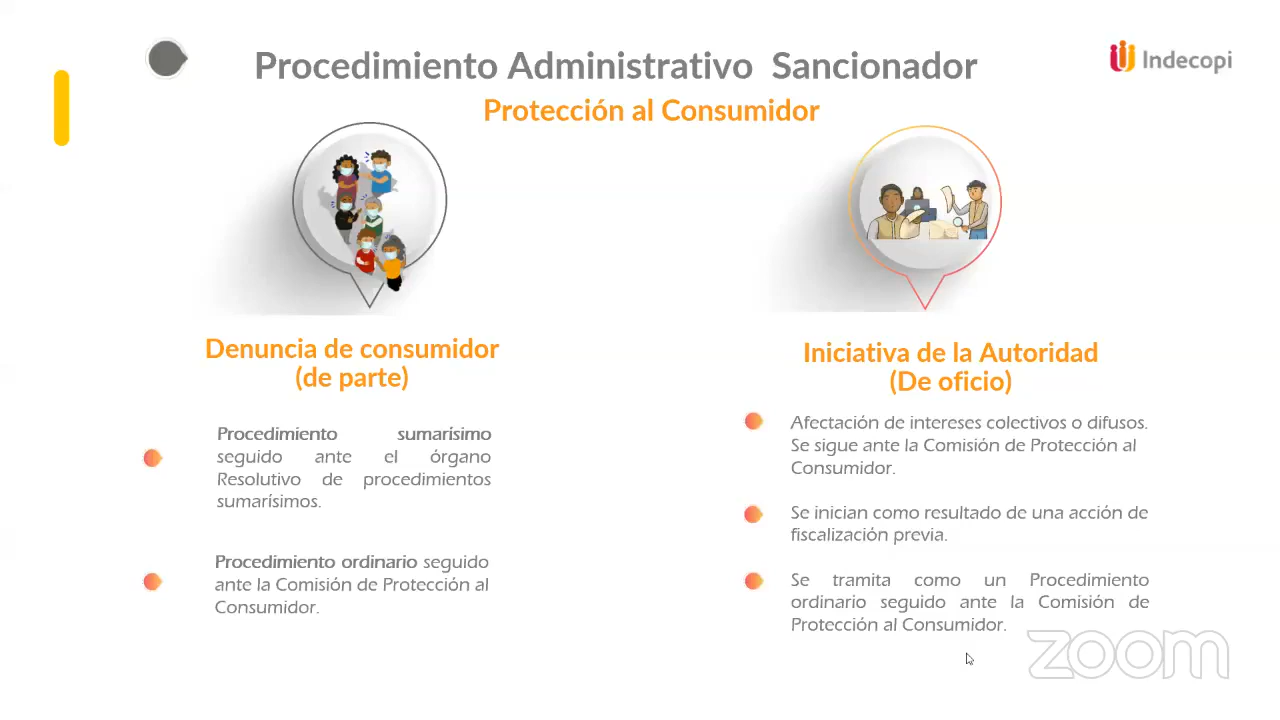 Procedimiento Administrativo Sancionador
Indecopi
Protección al Consumidor
Denuncia de consumidor
(de parte)
Procedimiento sumarísimo
seguido ante el órgano
Resolutivo de procedimientos
sumarísimos.
Procedimiento ordinario seguido
ante la Comisión de Protección al
Consumidor.
Iniciativa de la Autoridad
(De oficio)
Afectación de intereses colectivos o difusos.
Se sigue ante la Comisión de Protección al
Consumidor.
Se inician como resultado de una acción de
fiscalización previa.
Se tramita como un Procedimiento
ordinario seguido ante la Comisión de
Protección al Consumidor.
zoom